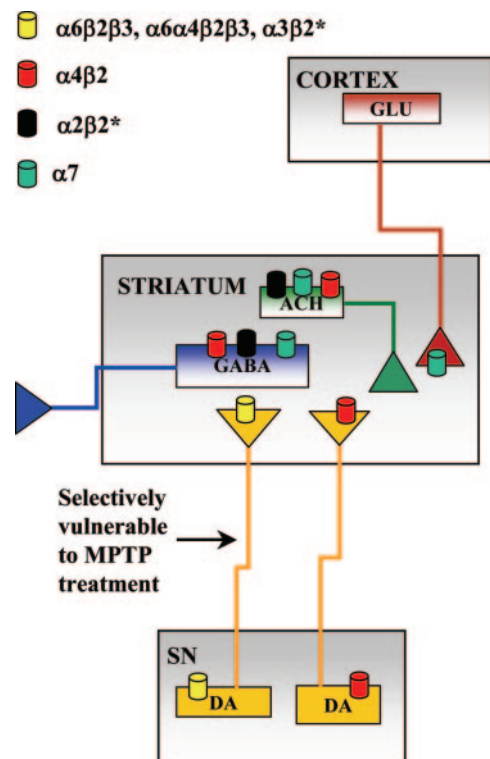 α6β2β3, α6α4β2β3, α3β2*
α4β2
α2β2*
α7
CORTEX
GLU
STRIATUM
ACH
GABA
Selectively
vulnerable
to MPTP
treatment
SN
DA
DA